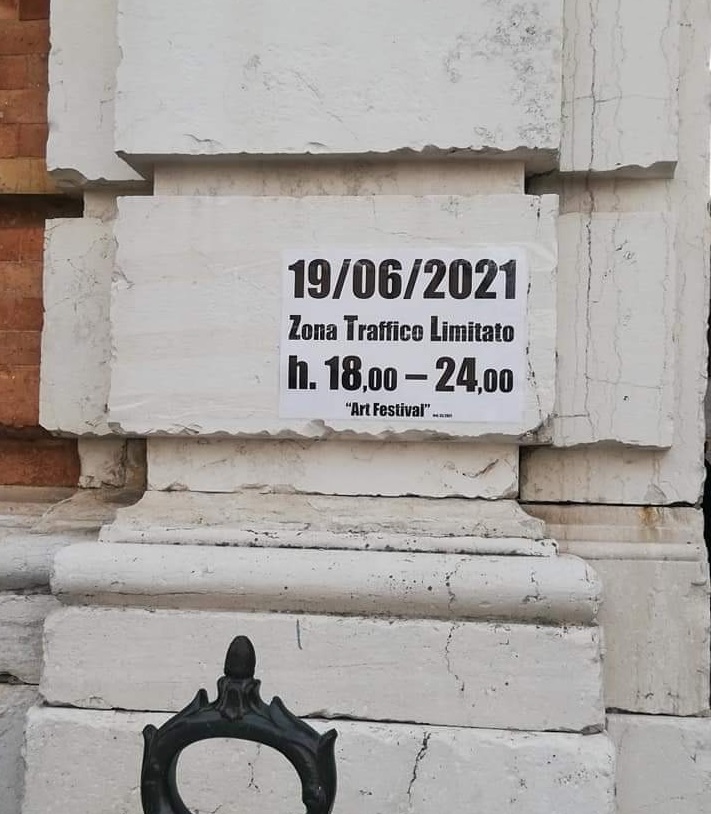 19/06/2021
Zona Traffico Limitato
h. 18,00 – 24,00
"Art Festival"